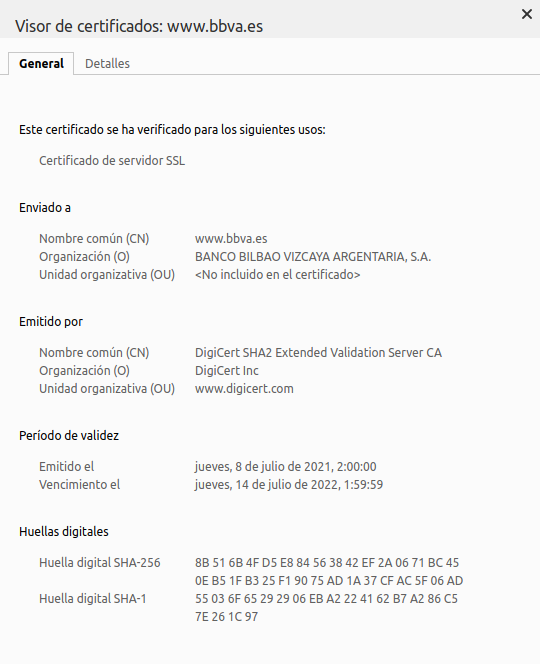 Visor de certificados: www.bbva.es
General Detalles
Este certificado se ha verificado para los siguientes usos:
Certificado de servidor SSL
Enviado a
Nombre común (CN) www.bbva.es
Organización (O) BANCO BILBAO VIZCAYA ARGENTARIA, S.A.
Unidad organizativa (OU) <No incluido en el certificado>
Emitido por
Nombre común (CN) DigiCert SHA2 Extended Validation Server CA
Organización (O) DigiCert Inc
Unidad organizativa (OU) www.digicert.com
Período de validez
Emitido el jueves, 8 de julio de 2021, 2:00:00
Vencimiento el jueves, 14 de julio de 2022, 1:59:59
Huellas digitales
Huella digital SHA-256 8B 51 6B 4F D5 E8 84 56 38 42 EF 2A 06 71 BC 45
0E B5 1F B3 25 F1 90 75 AD 1A 37 CF AC 5F 06 AD
Huella digital SHA-1 55 03 6F 65 29 29 06 EB A2 22 41 62 B7 A2 86 C5
7E 26 1C 97